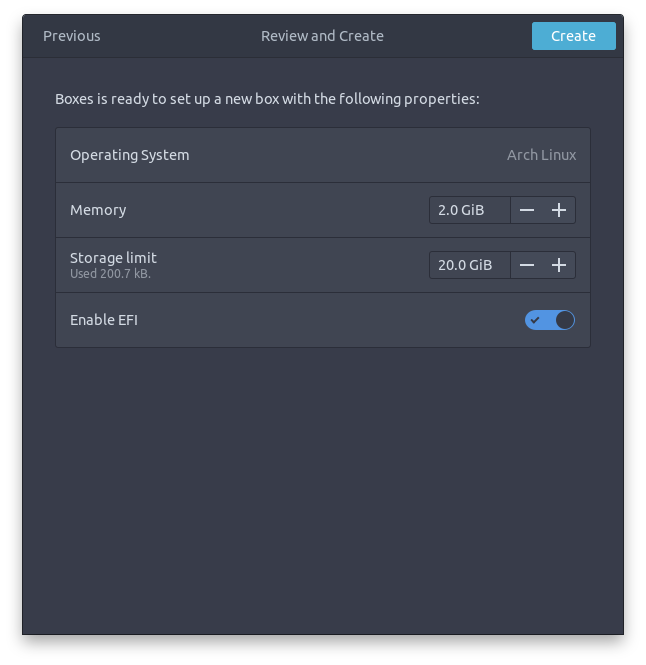 Previous Review and Create Create
Boxes is ready to set up a new box with the following properties:
Operating System Arch Linux
Memory 2.0 GiB
Storage limit 20.0 GiB
Used 200.7 kB.
Enable EFI